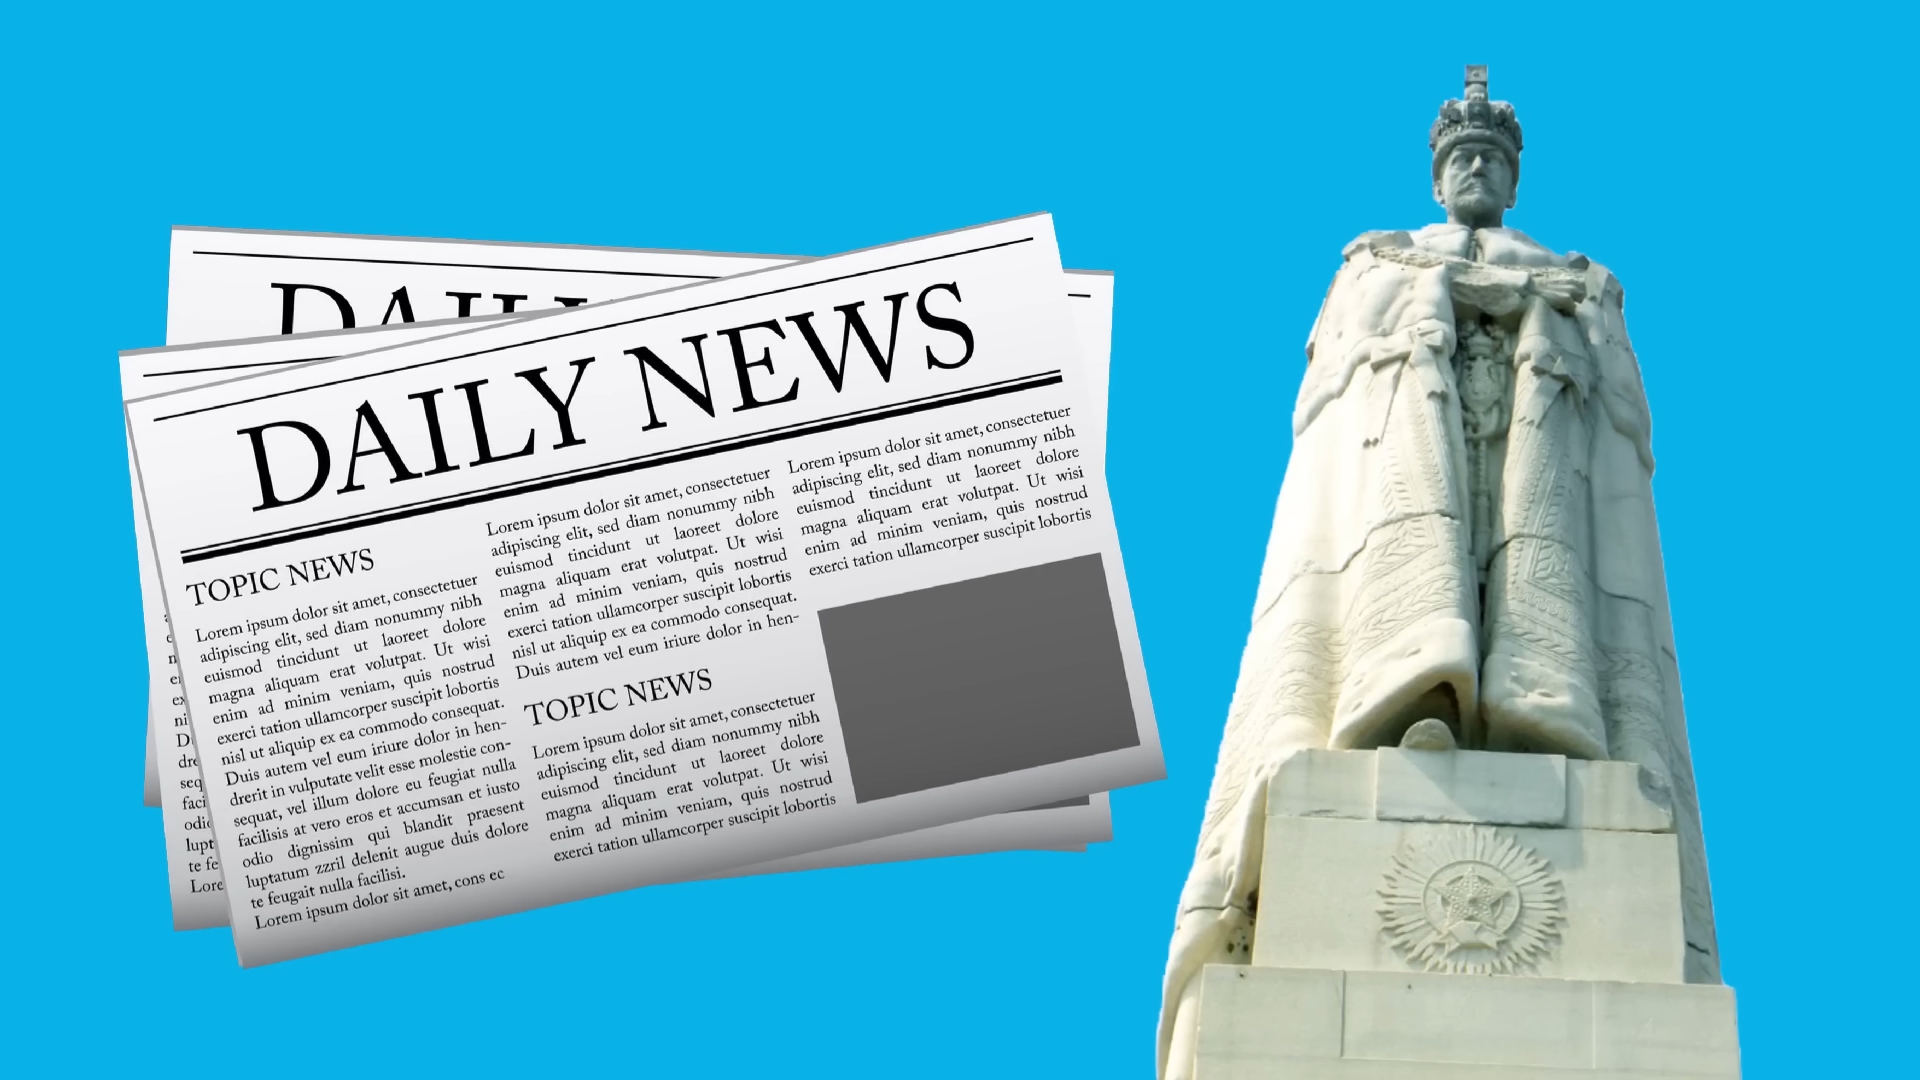 DAILY
DAILY NEWS
TOPIC NEWS
Lorem ipsum dolor sit amet, consectetuer
adipiscing elit, sed diam nonummy nibh
euismod tincidunt ut laoreet dolore
magna aliquam erat volutpat. Ut wisi
enim ad minim veniam, quis nostrud
exerci tation ullamcorper suscipit lobortis
nisl ut aliquip ex ea commodo consequat.
Duis autem vel eum iriure dolor in hen-
drerit in vulputate velit esse molestie con-
sequat, vel illum dolore eu feugiat nulla
facilisis at vero eros et accumsan et iusto
odio dignissim qui blandit praesent
luptatum zzril delenit augue duis dolore
te feugait nulla facilisi.
Lorem ipsum dolor sit amet, cons ec
Lorem ipsum dolor sit amet, consectetuer
adipiscing elit, sed diam nonummy nibh
euismod tincidunt ut laoreet dolore
magna aliquam erat volutpat. Ut wisi
enim ad minim veniam, quis nostrud
exerci tation ullamcorper suscipit lobortis
nisl ut aliquip ex ea commodo consequat.
Duis autem vel eum iriure dolor in hen-
TOPIC NEWS
Lorem ipsum dolor sit amet, consectetuer
adipiscing elit, sed diam nonummy nibh
euismod tincidunt ut laoreet dolore
magna aliquam erat volutpat. Ut wisi
enim ad minim veniam, quis nostrud
exerci tation ullamcorper suscipit lobortis
Lorem ipsum dolor sit amet, consectetuer
adipiscing elit, sed diam nonummy nibh
euismod tincidunt ut laoreet dolore
magna aliquam erat volutpat. Ut wisi
enim ad minim veniam, quis nostrud
exerci tation ullamcorper suscipit lobortis